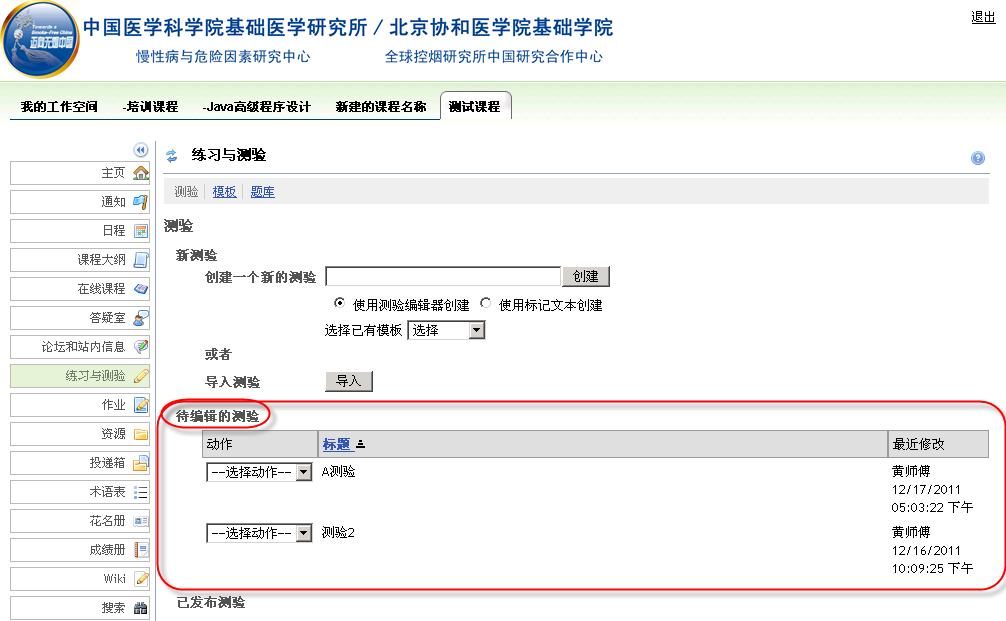 Towards a
Smoke-Free China
迈向无烟中国
中国医学科学院基础医学研究所 / 北京协和医学院基础学院
慢性病与危险因素研究中心 全球控烟研究所中国研究合作中心
退出
我的工作空间 -培训课程 -Java高级程序设计 新建的课程名称 测试课程
主页
通知
日程
课程大纲
在线课程
答疑室
论坛和站内信息
练习与测验
作业
资源
投递箱
术语表
花名册
成绩册
Wiki
搜索
练习与测验
测验 模板 题库
测验
新测验
创建一个新的测验 创建
使用测验编辑器创建 使用标记文本创建
选择已有模板 选择
或者
导入测验 导入
待编辑的测验
动作 标题 最近修改
--选择动作-- A测验 黄师傅
12/17/2011
05:03:22 下午
--选择动作-- 测验2 黄师傅
12/16/2011
10:09:25 下午
已发布测验